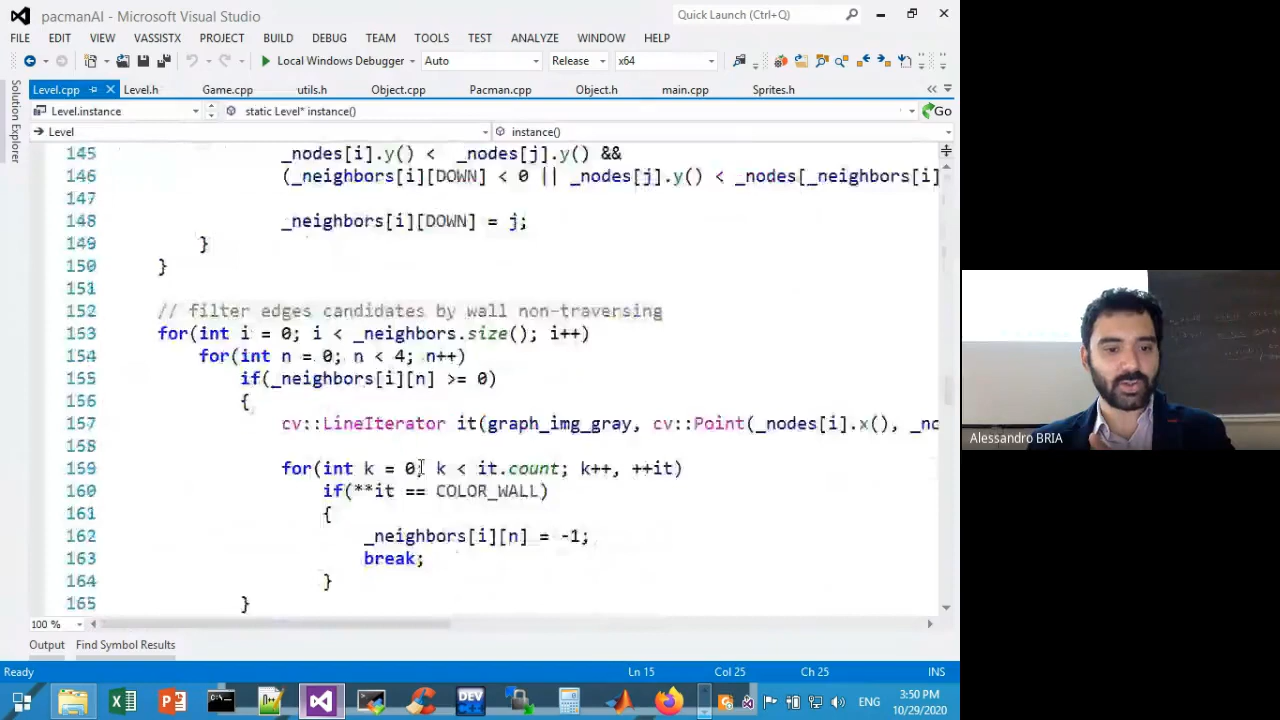 pacmanAI - Microsoft Visual Studio
Quick Launch (Ctrl+Q)
FILE EDIT VIEW VASSISTX PROJECT BUILD DEBUG TEAM TOOLS TEST ANALYZE WINDOW HELP
Local Windows Debugger Auto Release x64
Solution Explorer
Level.cpp Level.h Game.cpp utils.h Object.cpp Pacman.cpp Object.h main.cpp Sprites.h
Level.instance static Level* instance() Go
Level instance()
145 _nodes[i].y() < _nodes[j].y() &&
146 (_neighbors[i][DOWN] < 0 || _nodes[j].y() < _nodes[_neighbors[i]
147
148 _neighbors[i][DOWN] = j;
149 }
150 }
151
152 // filter edges candidates by wall non-traversing
153 for(int i = 0; i < _neighbors.size(); i++)
154 for(int n = 0; n < 4; n++)
155 if(_neighbors[i][n] >= 0)
156 {
157 cv::LineIterator it(graph_img_gray, cv::Point(_nodes[i].x(), _no
158
159 for(int k = 0; k < it.count; k++, ++it)
160 if(**it == COLOR_WALL)
161 {
162 _neighbors[i][n] = -1;
163 break;
164 }
165 }
100 %
Output Find Symbol Results
Ready Ln 15 Col 25 Ch 25 INS
DEV
ENG
3:50 PM
10/29/2020
Alessandro BRIA